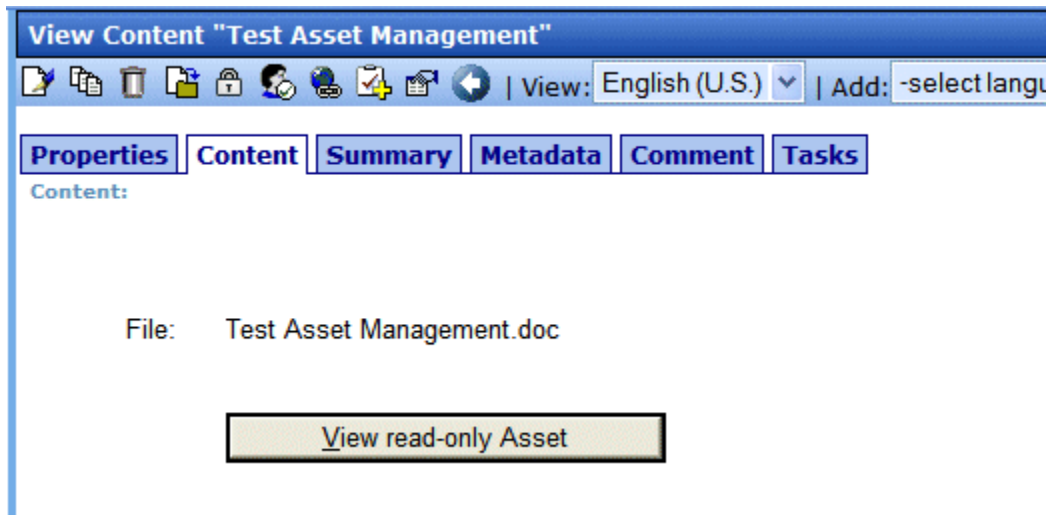 View Content "Test Asset Management"
| View: English (U.S.) | Add: -select langu
Properties Content Summary Metadata Comment Tasks
Content:
File: Test Asset Management.doc
View read-only Asset